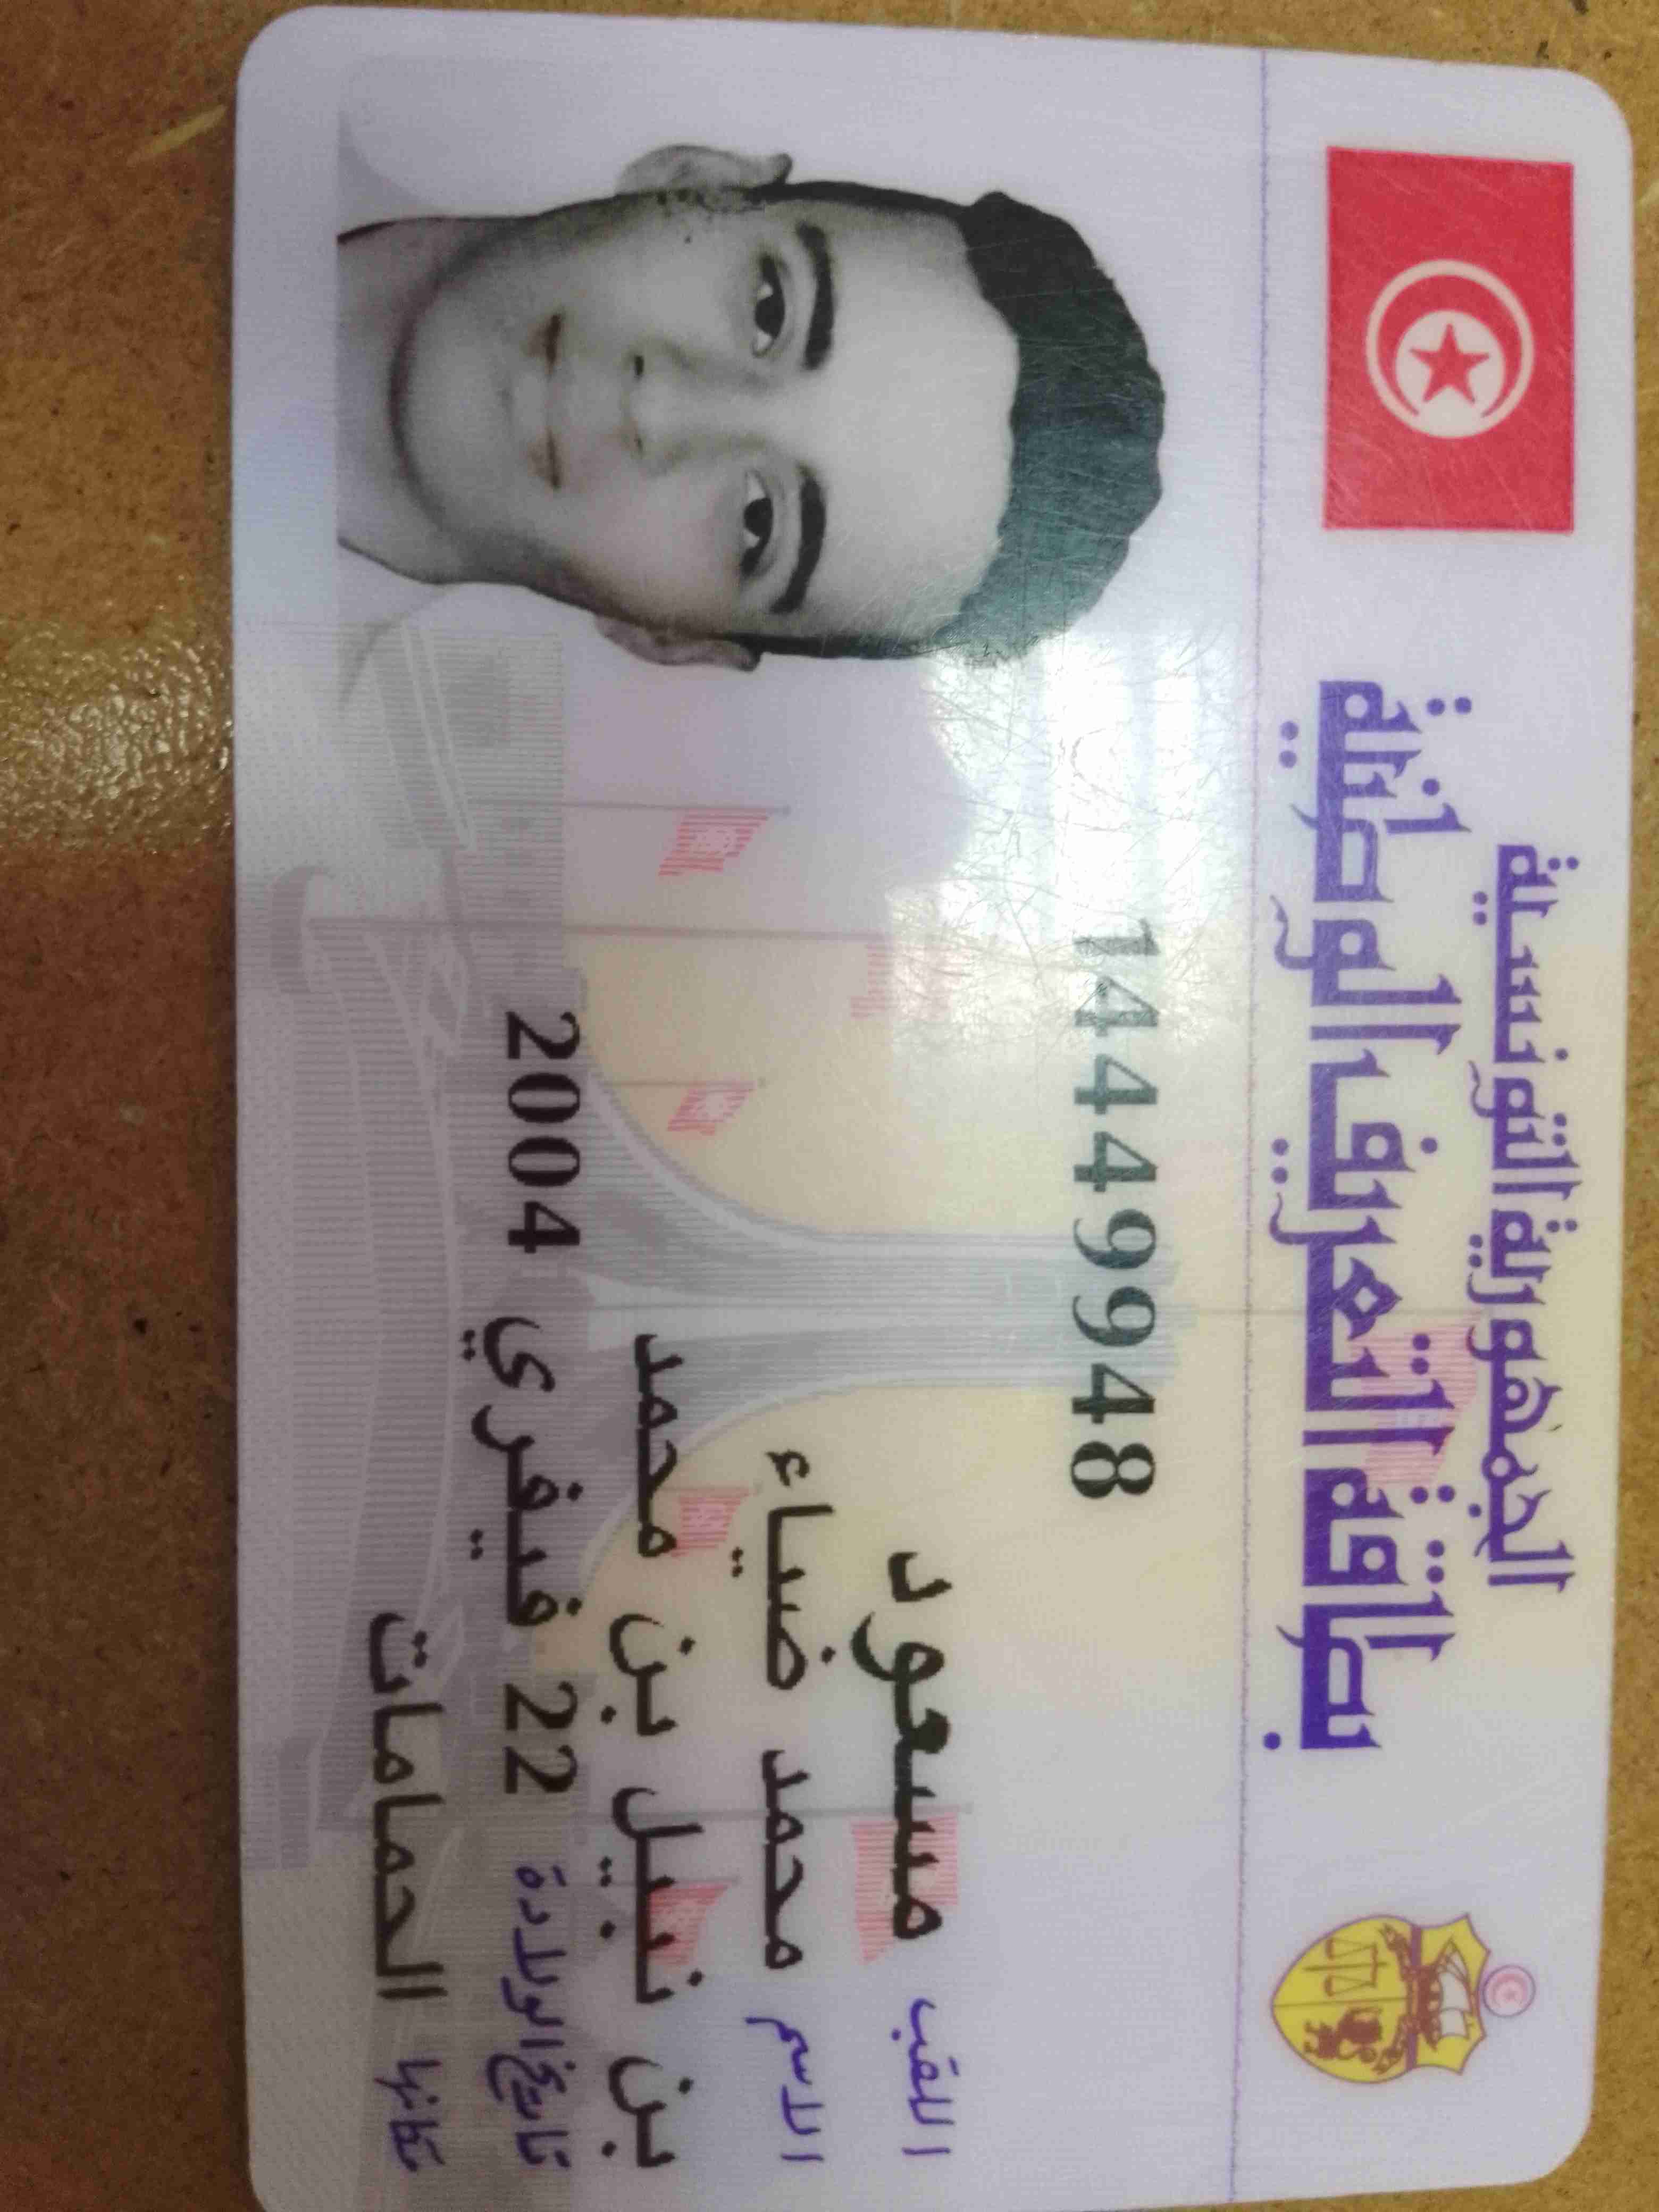 الجمهورية التونسية
بطاقة التعريف الوطنية
14449948
اللقب مسعود
الاسم محمد ضياء
بن نبيل بن محمد
تاريخ الولادة 22 فيفري 2004
مكانها الحمامات